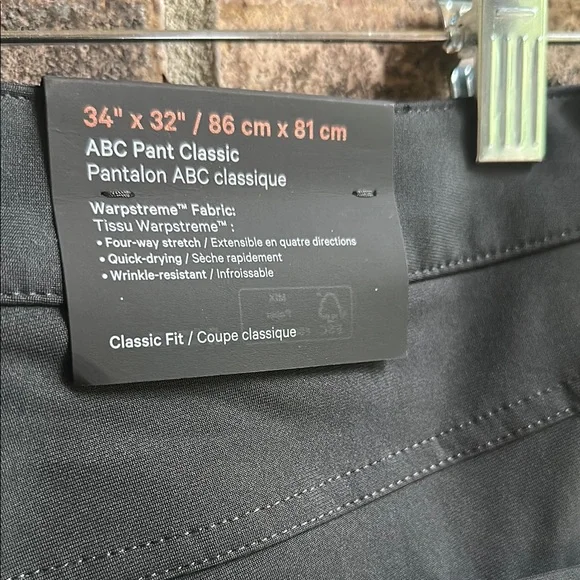 34" x 32" / 86 cm x 81 cm
ABC Pant Classic
Pantalon ABC classique
Warpstreme™ Fabric:
Tissu Warpstreme™ :
• Four-way stretch / Extensible en quatre directions
• Quick-drying / Sèche rapidement
• Wrinkle-resistant / Infroissable
MIX
Classic Fit / Coupe classique